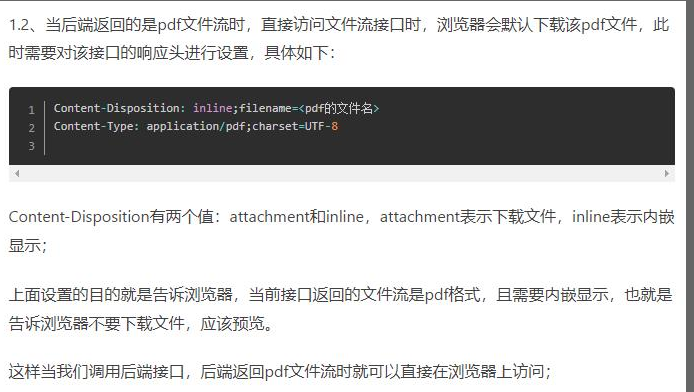 1.2、当后端返回的是pdf文件流时，直接访问文件流接口时，浏览器会默认下载该pdf文件，此
时需要对该接口的响应头进行设置，具体如下：
1 Content-Disposition: inline;filename=<pdf的文件名>
2 Content-Type: application/pdf;charset=UTF-8
3
Content-Disposition有两个值：attachment和inline，attachment表示下载文件，inline表示内嵌
显示；
上面设置的目的就是告诉浏览器，当前接口返回的文件流是pdf格式，且需要内嵌显示，也就是
告诉浏览器不要下载文件，应该预览。
这样当我们调用后端接口，后端返回pdf文件流时就可以直接在浏览器上访问；